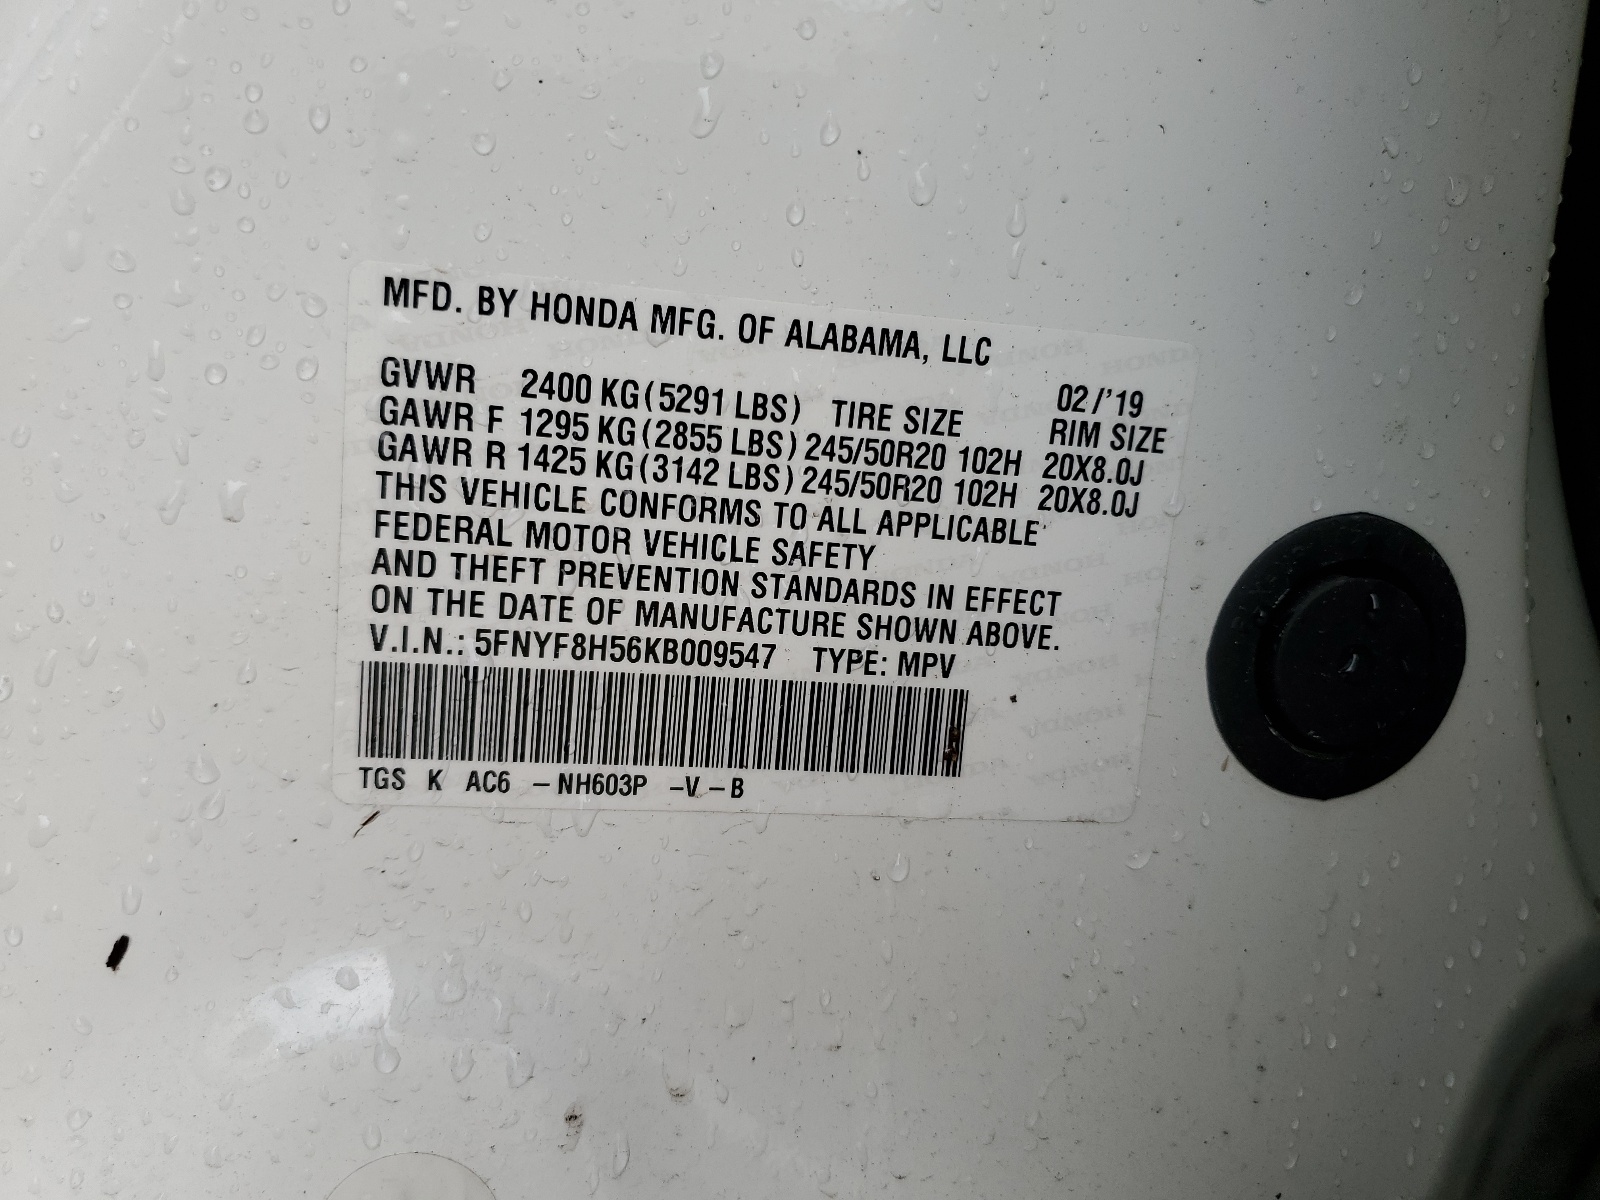 MFD. BY HONDA MFG. OF ALABAMA, LLC
02/'19
GVWR 2400 KG(5291 LBS) TIRE SIZE RIM SIZE
GAWR F 1295 KG(2855 LBS) 245/50R20 102H 20X8.0J
GAWR R 1425 KG(3142 LBS) 245/50R20 102H 20X8.0J
THIS VEHICLE CONFORMS TO ALL APPLICABLE
FEDERAL MOTOR VEHICLE SAFETY
AND THEFT PREVENTION STANDARDS IN EFFECT
ON THE DATE OF MANUFACTURE SHOWN ABOVE.
V.I.N.: 5FNYF8H56KB009547 TYPE: MPV
TGS K AC6 -NH603P -V-B